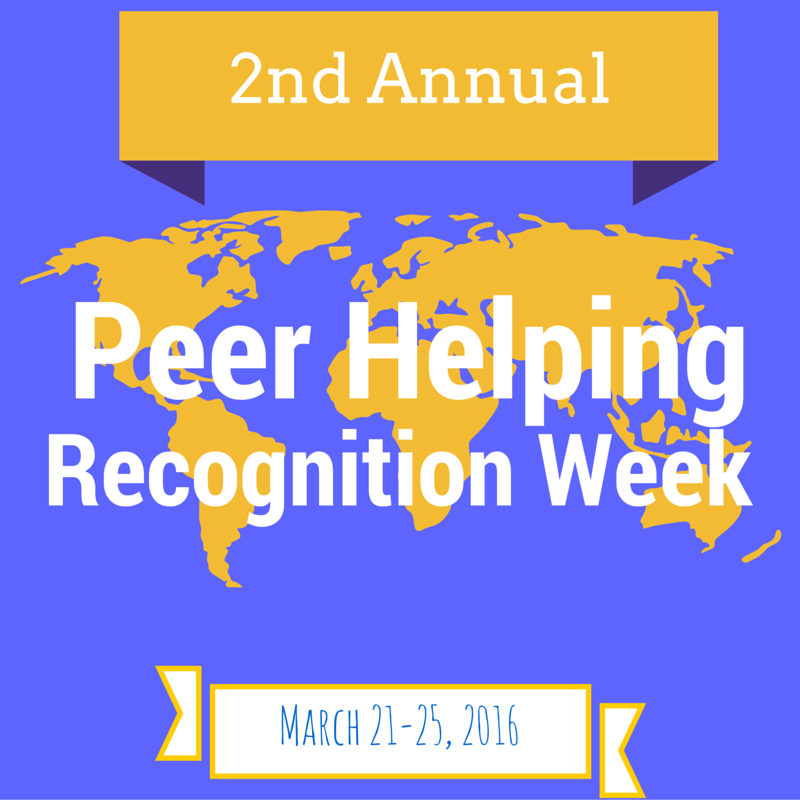 2nd Annual
Peer Helping
Recognition Week
March 21-25, 2016